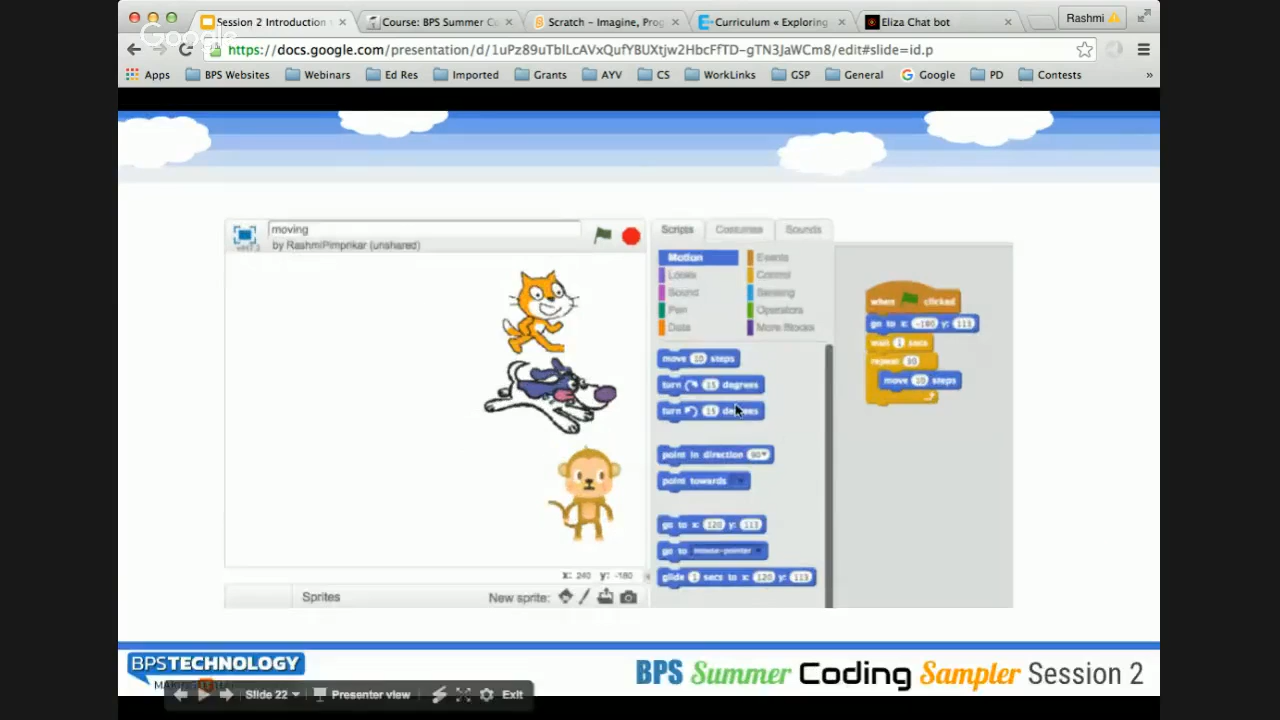 Session 2 Introduction
Course: BPS Summer Co
Scratch – Imagine, Prog
Curriculum « Exploring
Eliza Chat bot
Rashmi
Google
https://docs.google.com/presentation/d/1uPz89uTblLcAVxQufYBUXtjw2HbcFfTD-gTN3JaWCm8/edit#slide=id.p
Apps
BPS Websites
Webinars
Ed Res
Imported
Grants
AYV
CS
WorkLinks
GSP
General
Google
PD
Contests
»
moving
by RashmiPimprikar (unshared)
Scripts
Costumes
Sounds
Motion
Events
Looks
Control
Sound
Sensing
Pen
Operators
Data
More Blocks
move 10 steps
turn 15 degrees
turn 15 degrees
point in direction 90
point towards
go to x: 120 y: 113
go to mouse-pointer
glide 1 secs to x: 120 y: 113
when clicked
go to x: -180 y: 113
wait 1 secs
repeat 30
move 10 steps
x: 240 y: -180
Sprites
New sprite:
BPSTECHNOLOGY
BPS Summer Coding Sampler Session 2
Slide 22
Presenter view
Exit